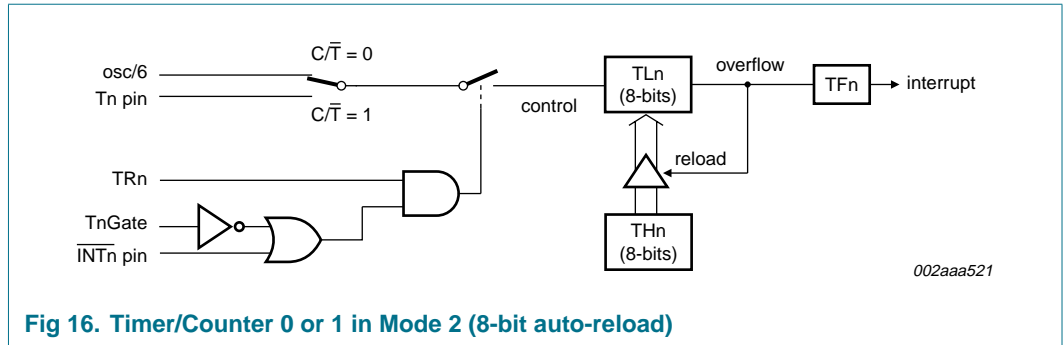 C/T̅ = 0
osc/6
Tn pin
C/T̅ = 1
control
TLn
(8-bits)
overflow
TFn
interrupt
reload
TRn
TnGate
I̅N̅T̅n̅ pin
THn
(8-bits)
002aaa521
Fig 16. Timer/Counter 0 or 1 in Mode 2 (8-bit auto-reload)